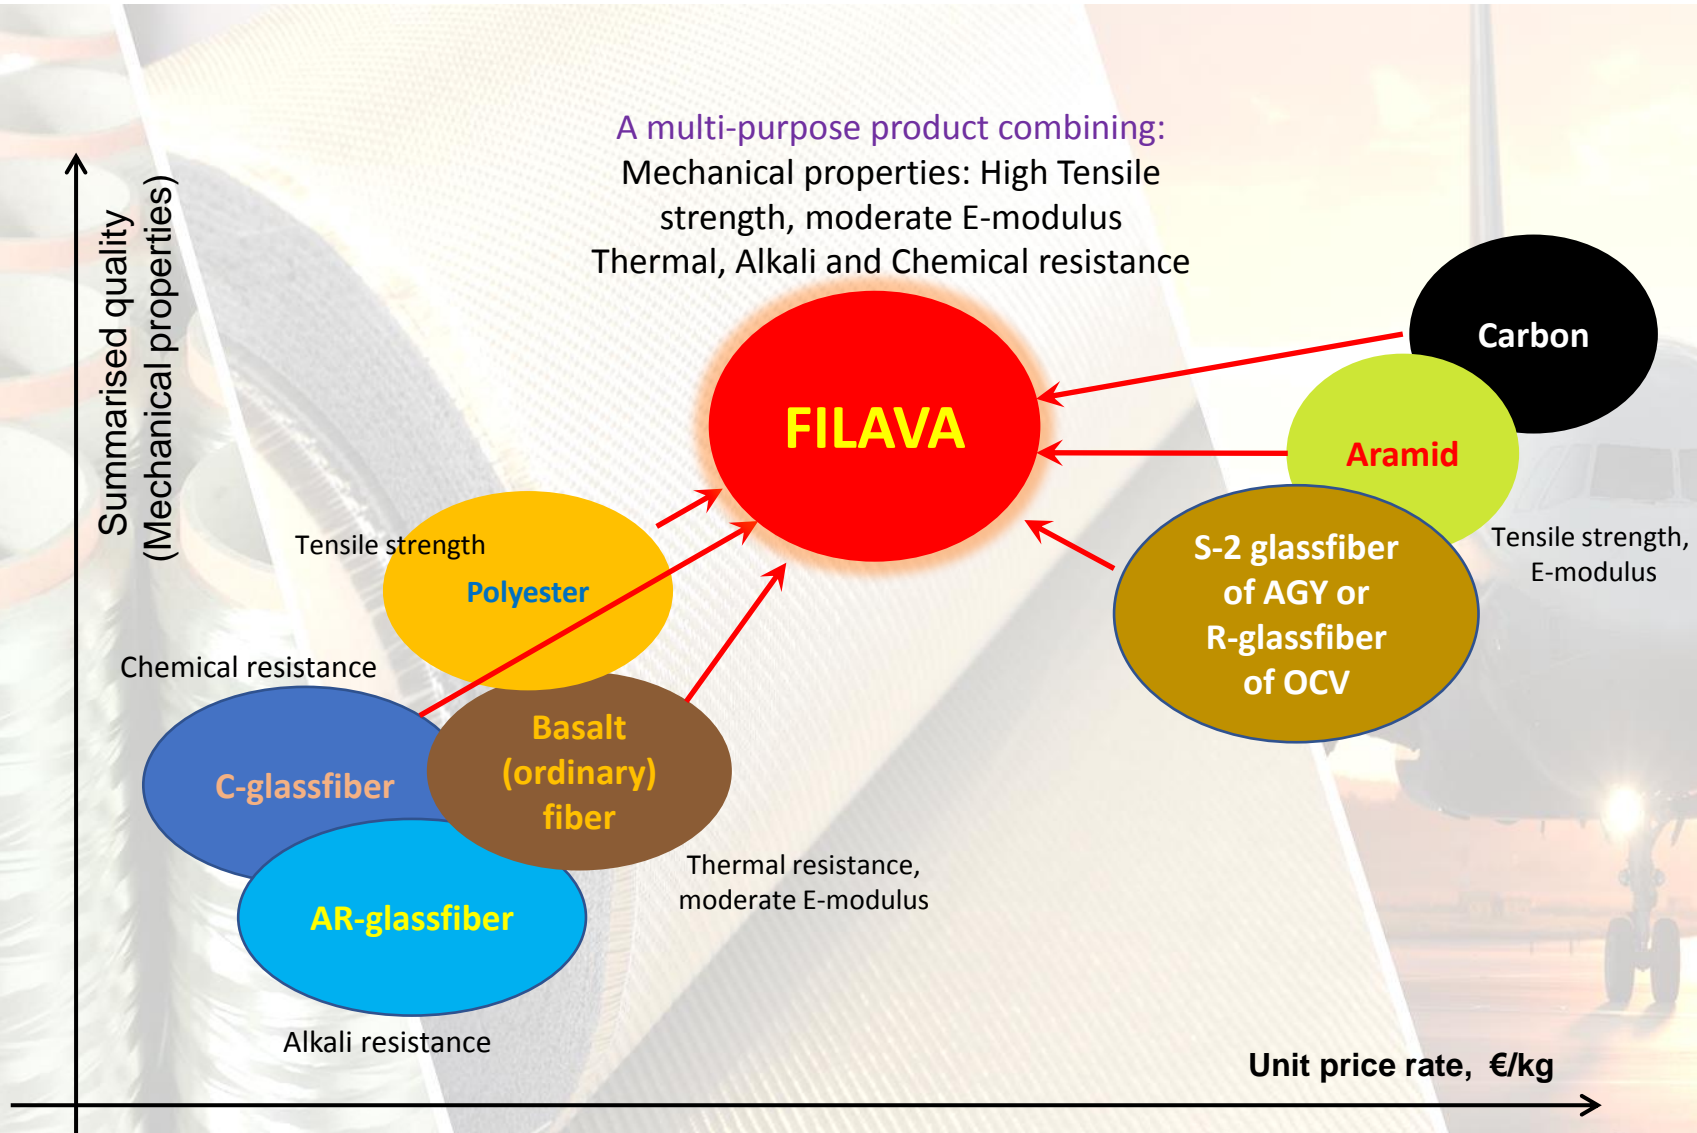 A multi-purpose product combining:
Mechanical properties: High Tensile
strength, moderate E-modulus
Thermal, Alkali and Chemical resistance
Summarised quality
(Mechanical properties)
Carbon
FILAVA
Aramid
Tensile strength
Polyester
S-2 glassfiber
of AGY or
R-glassfiber
of OCV
Tensile strength,
E-modulus
Chemical resistance
C-glassfiber
Basalt
(ordinary)
fiber
Thermal resistance,
moderate E-modulus
AR-glassfiber
Alkali resistance
Unit price rate, €/kg